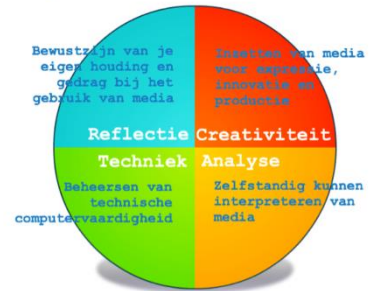 Bewustzijn van je
eigen houding en
gedrag bij het
gebruik van media
Inzetten van media
voor expressie,
innovatie en
productie
Reflectie
Creativiteit
Techniek
Analyse
Beheersen van
technische
computervaardigheid
Zelfstandig kunnen
interpreteren van
media